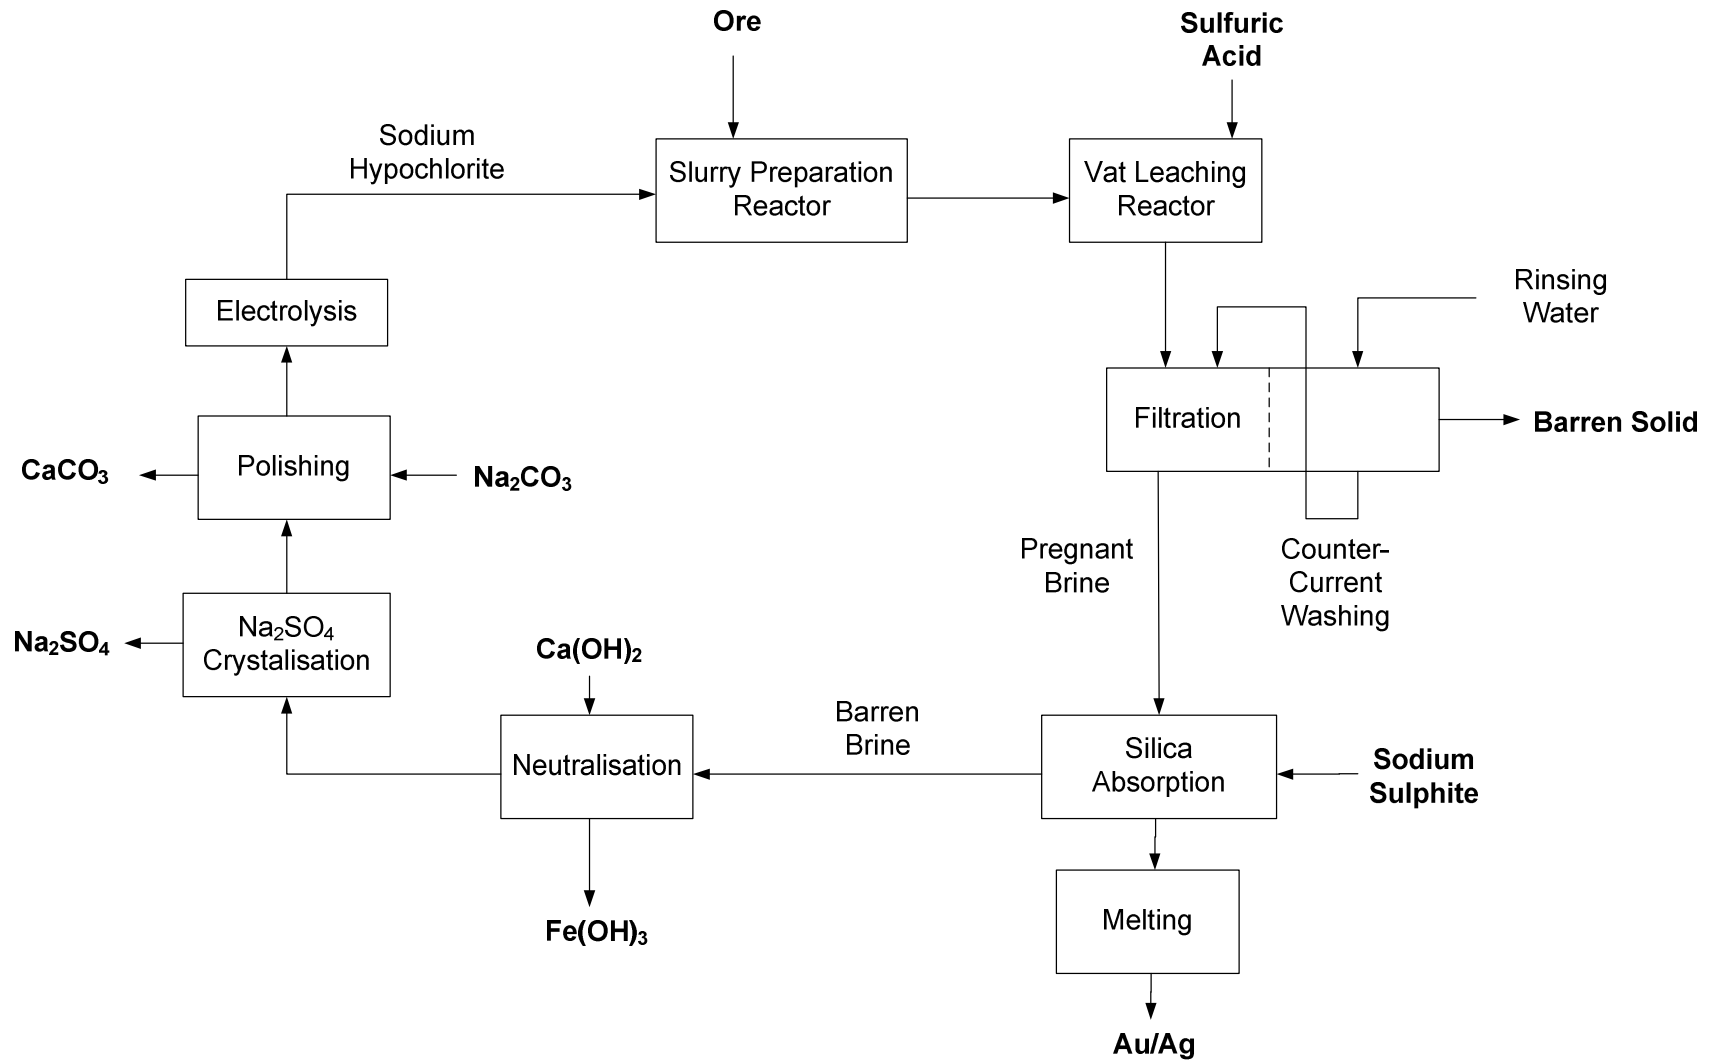 Ore
Sulfuric
Acid
Sodium
Hypochlorite
Slurry Preparation
Reactor
Vat Leaching
Reactor
Electrolysis
Rinsing
Water
Filtration
Barren Solid
CaCO₃
Polishing
Na₂CO₃
Pregnant
Brine
Counter-
Current
Washing
Na₂SO₄
Na₂SO₄
Crystalisation
Ca(OH)₂
Barren
Brine
Neutralisation
Silica
Absorption
Sodium
Sulphite
Fe(OH)₃
Melting
Au/Ag